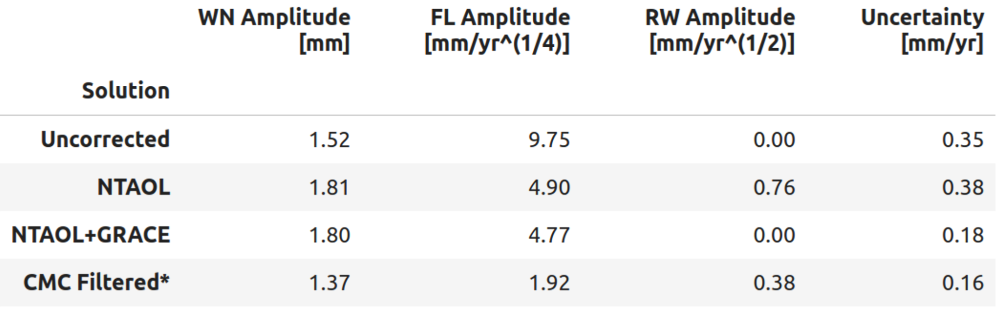 WN Amplitude FL Amplitude RW Amplitude Uncertainty
[mm] [mm/yr^(1/4)] [mm/yr^(1/2)] [mm/yr]
Solution
Uncorrected 1.52 9.75 0.00 0.35
NTAOL 1.81 4.90 0.76 0.38
NTAOL+GRACE 1.80 4.77 0.00 0.18
CMC Filtered* 1.37 1.92 0.38 0.16